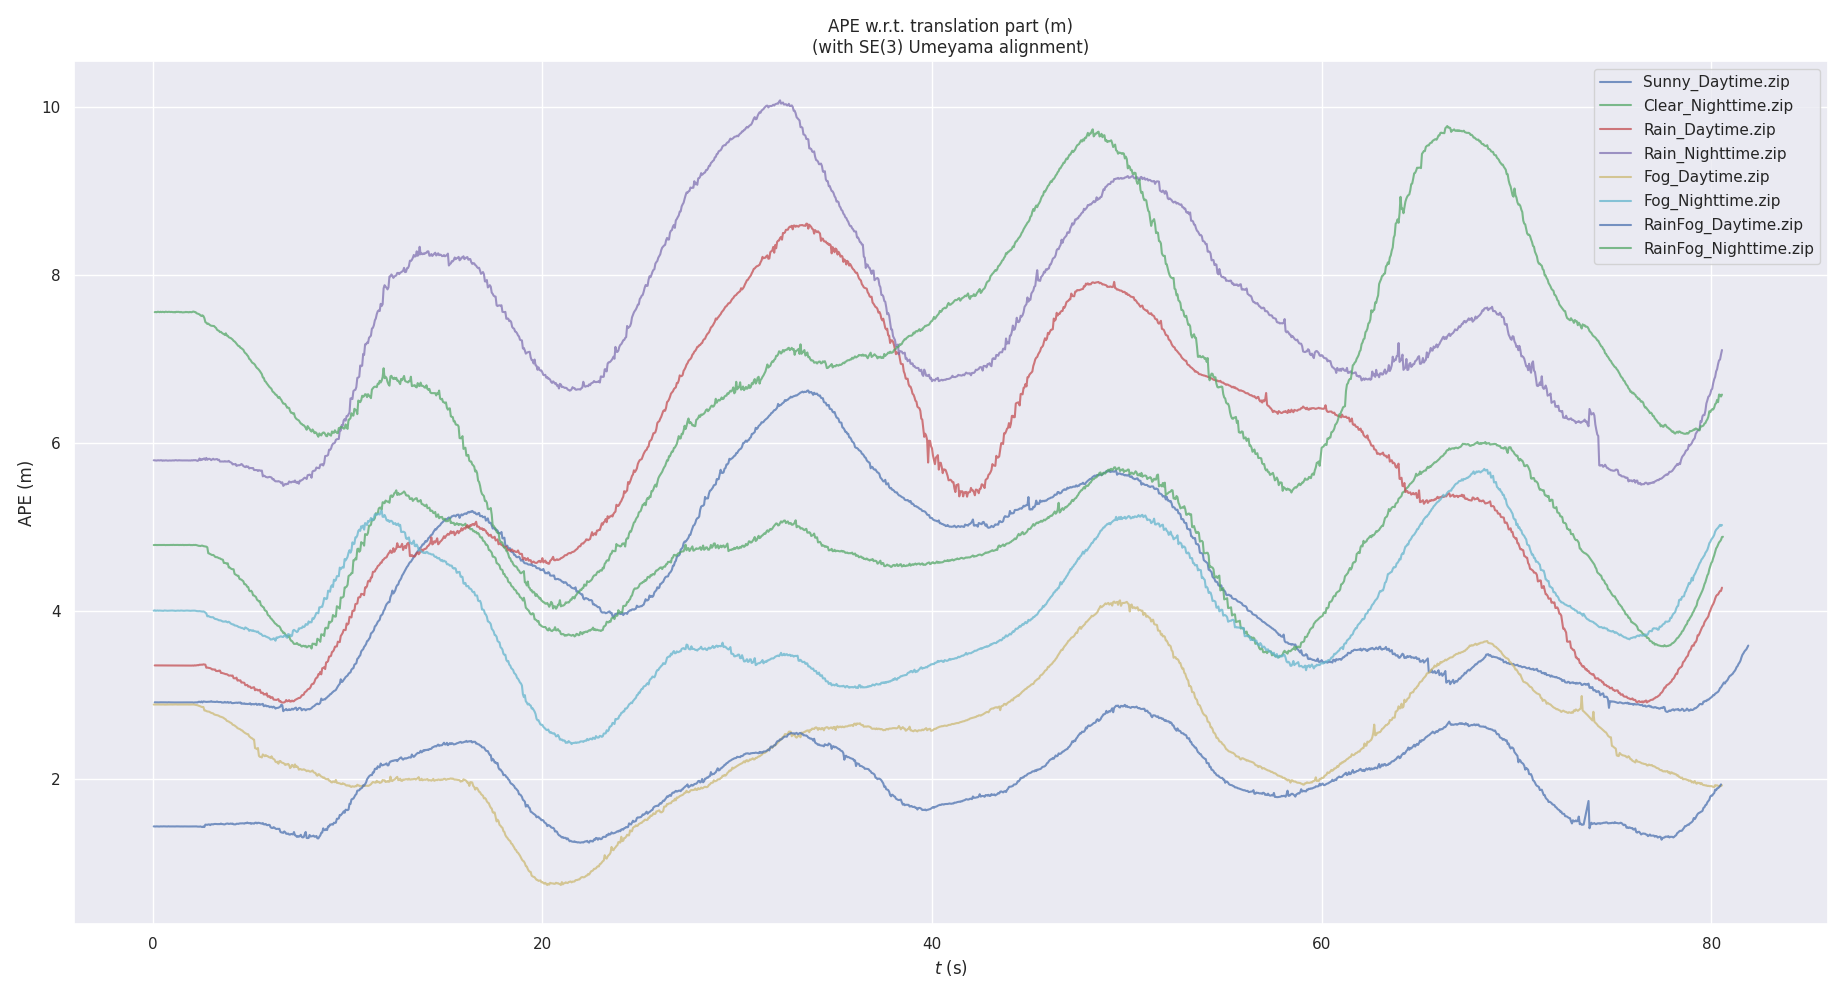 APE w.r.t. translation part (m)
(with SE(3) Umeyama alignment)
Sunny_Daytime.zip
Clear_Nighttime.zip
Rain_Daytime.zip
Rain_Nighttime.zip
Fog_Daytime.zip
Fog_Nighttime.zip
RainFog_Daytime.zip
RainFog_Nighttime.zip
APE (m)
10
8
6
4
2
0 20 40 60 80
t (s)